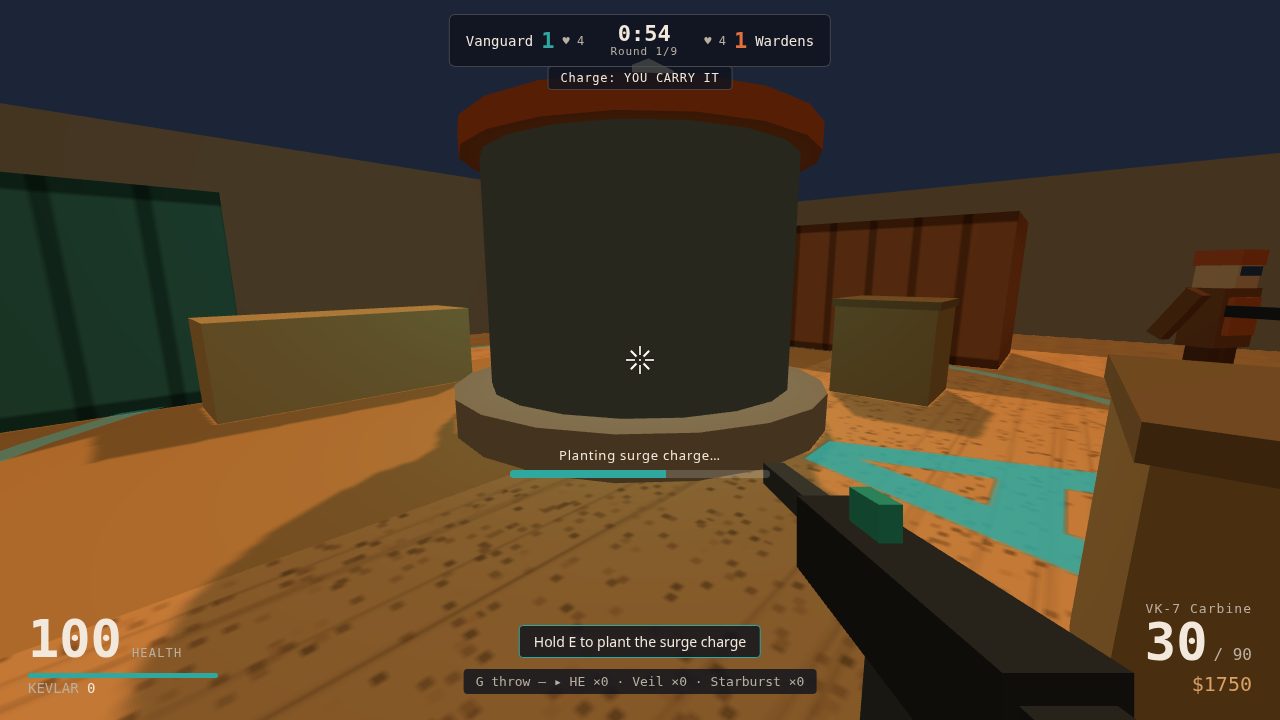 Vanguard 1 ♥ 4 0:54 ♥ 4 1 Wardens
Round 1/9
Charge: YOU CARRY IT
A
Planting surge charge…
Hold E to plant the surge charge
G throw — ▸ HE ×0 · Veil ×0 · Starburst ×0
100 HEALTH
KEVLAR 0
VK-7 Carbine
30 / 90
$1750